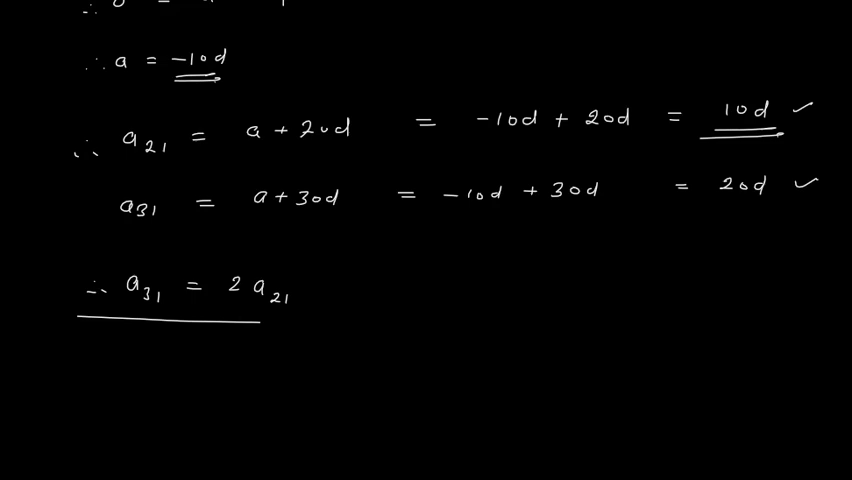 ∴ a = -10d
∴ a₂₁ = a + 20d = -10d + 20d = 10d ✓
a₃₁ = a + 30d = -10d + 30d = 20d ✓
∴ a₃₁ = 2 a₂₁